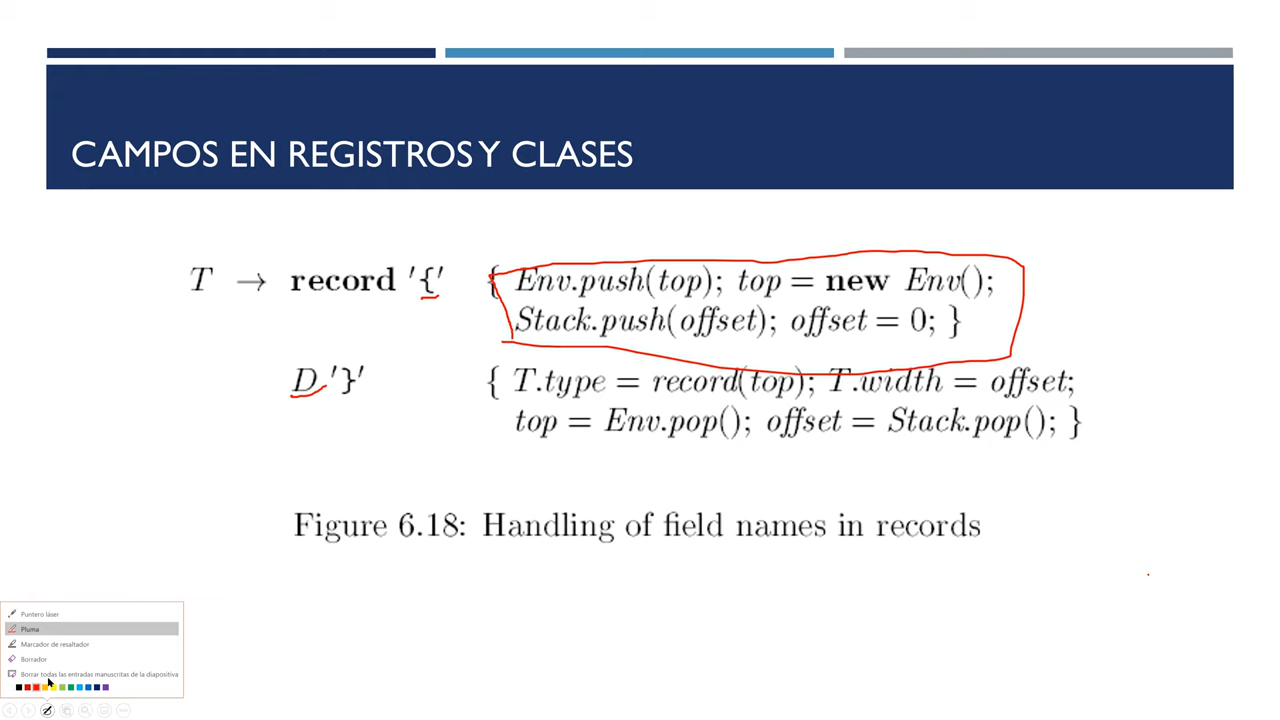 CAMPOS EN REGISTROS Y CLASES
T → record '{' { Env.push(top); top = new Env();
Stack.push(offset); offset = 0; }
D '}' { T.type = record(top); T.width = offset;
top = Env.pop(); offset = Stack.pop(); }
Figure 6.18: Handling of field names in records
Puntero láser
Pluma
Marcador de resaltador
Borrador
Borrar todas las entradas manuscritas de la diapositiva